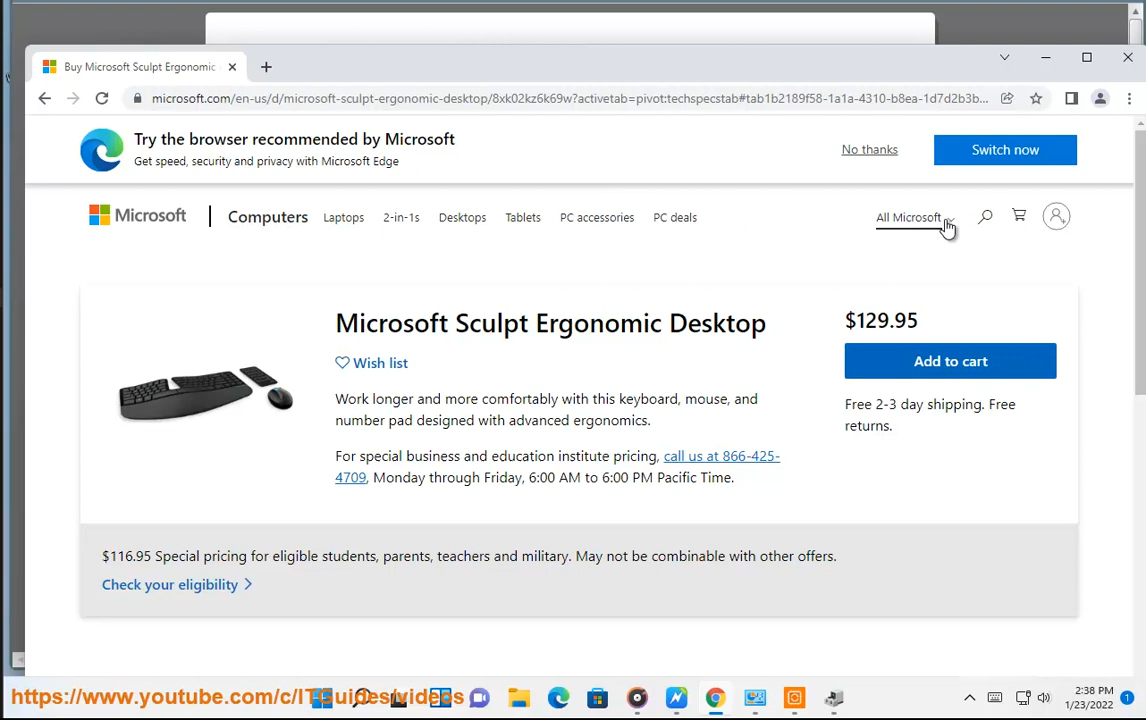 Buy Microsoft Sculpt Ergonomic
microsoft.com/en-us/d/microsoft-sculpt-ergonomic-desktop/8xk02kz6k69w?activetab=pivot:techspecstab#tab1b2189f58-1a1a-4310-b8ea-1d7d2b3b...
Try the browser recommended by Microsoft
Get speed, security and privacy with Microsoft Edge
No thanks
Switch now
Microsoft
Computers
Laptops
2-in-1s
Desktops
Tablets
PC accessories
PC deals
All Microsoft
Microsoft Sculpt Ergonomic Desktop
Wish list
Work longer and more comfortably with this keyboard, mouse, and
number pad designed with advanced ergonomics.
For special business and education institute pricing, call us at 866-425-
4709, Monday through Friday, 6:00 AM to 6:00 PM Pacific Time.
$129.95
Add to cart
Free 2-3 day shipping. Free
returns.
$116.95 Special pricing for eligible students, parents, teachers and military. May not be combinable with other offers.
Check your eligibility
https://www.youtube.com/c/ITGuides/videos
2:38 PM
1/23/2022
1